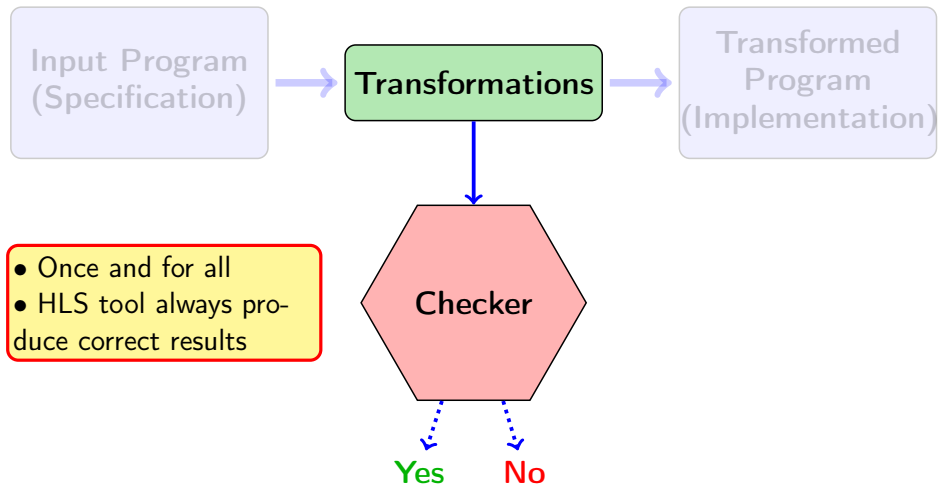 Input Program
(Specification)
Transformations
Transformed
Program
(Implementation)
• Once and for all
• HLS tool always pro-
duce correct results
Checker
Yes
No